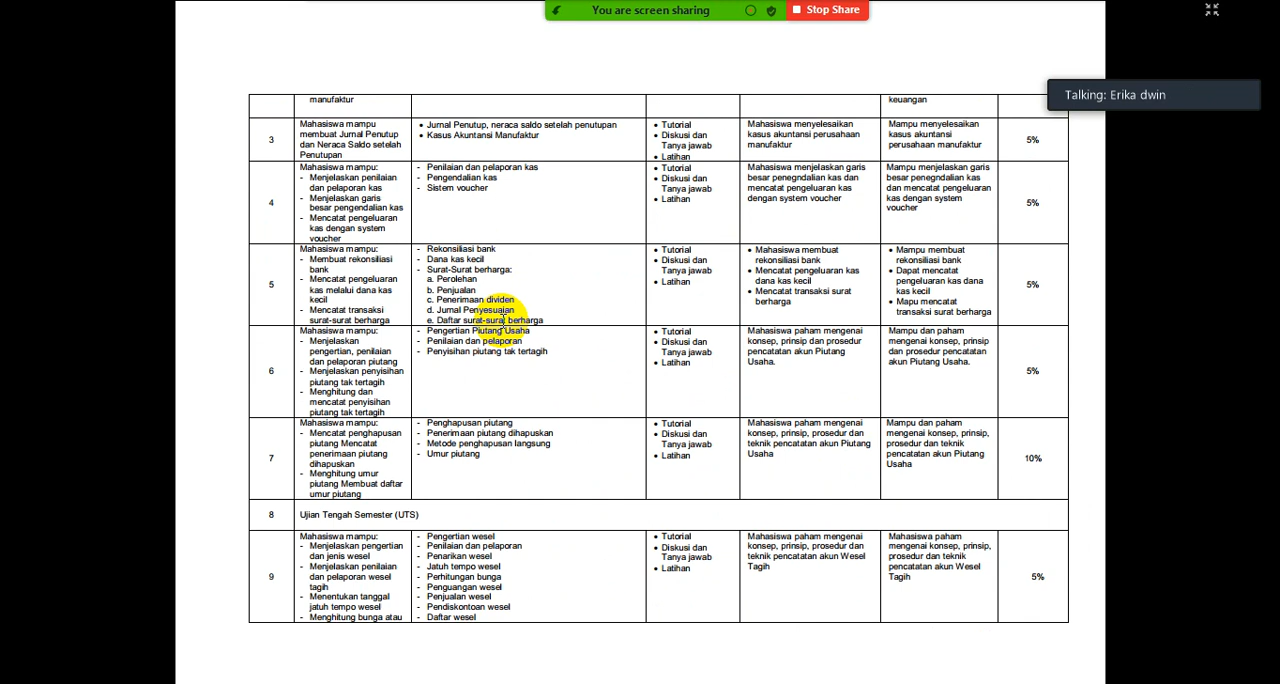 You are screen sharing
Stop Share
Talking: Erika dwin
manufaktur
keuangan
3
Mahasiswa mampu
membuat Jurnal Penutup
dan Neraca Saldo setelah
Penutupan
• Jurnal Penutup, neraca saldo setelah penutupan
• Kasus Akuntansi Manufaktur
• Tutorial
• Diskusi dan
Tanya jawab
• Latihan
Mahasiswa menyelesaikan
kasus akuntansi perusahaan
manufaktur
Mampu menyelesaikan
kasus akuntansi
perusahaan manufaktur
5%
4
Mahasiswa mampu:
- Menjelaskan penilaian
dan pelaporan kas
- Menjelaskan garis
besar pengendalian kas
- Mencatat pengeluaran
kas dengan system
voucher
- Penilaian dan pelaporan kas
- Pengendalian kas
- Sistem voucher
• Tutorial
• Diskusi dan
Tanya jawab
• Latihan
Mahasiswa menjelaskan garis
besar penegndalian kas dan
mencatat pengeluaran kas
dengan system voucher
Mampu menjelaskan garis
besar penegndalian kas
dan mencatat pengeluaran
kas dengan system
voucher
5%
5
Mahasiswa mampu:
- Membuat rekonsiliasi
bank
- Mencatat pengeluaran
kas melalui dana kas
kecil
- Mencatat transaksi
surat-surat berharga
- Rekonsiliasi bank
- Dana kas kecil
- Surat-Surat berharga:
a. Perolehan
b. Penjualan
c. Penerimaan dividen
d. Jurnal Penyesuaian
e. Daftar surat-surat berharga
• Tutorial
• Diskusi dan
Tanya jawab
• Latihan
• Mahasiswa membuat
rekonsiliasi bank
• Mencatat pengeluaran kas
dana kas kecil
• Mencatat transaksi surat
berharga
• Mampu membuat
rekonsiliasi bank
• Dapat mencatat
pengeluaran kas dana
kas kecil
• Mapu mencatat
transaksi surat berharga
5%
6
Mahasiswa mampu:
- Menjelaskan
pengertian, penilaian
dan pelaporan piutang
- Menjelaskan penyisihan
piutang tak tertagih
- Menghitung dan
mencatat penyisihan
piutang tak tertagih
- Pengertian Piutang Usaha
- Penilaian dan pelaporan
- Penyisihan piutang tak tertagih
• Tutorial
• Diskusi dan
Tanya jawab
• Latihan
Mahasiswa paham mengenai
konsep, prinsip dan prosedur
pencatatan akun Piutang
Usaha.
Mampu dan paham
mengenai konsep, prinsip
dan prosedur pencatatan
akun Piutang Usaha.
5%
7
Mahasiswa mampu:
- Mencatat penghapusan
piutang Mencatat
penerimaan piutang
dihapuskan
- Menghitung umur
piutang Membuat daftar
umur piutang
- Penghapusan piutang
- Penerimaan piutang dihapuskan
- Metode penghapusan langsung
- Umur piutang
• Tutorial
• Diskusi dan
Tanya jawab
• Latihan
Mahasiswa paham mengenai
konsep, prinsip, prosedur dan
teknik pencatatan akun Piutang
Usaha
Mampu dan paham
mengenai konsep, prinsip,
prosedur dan teknik
pencatatan akun Piutang
Usaha
10%
8
Ujian Tengah Semester (UTS)
9
Mahasiswa mampu:
- Menjelaskan pengertian
dan jenis wesel
- Menjelaskan penilaian
dan pelaporan wesel
tagih
- Menentukan tanggal
jatuh tempo wesel
- Menghitung bunga atau
- Pengertian wesel
- Penilaian dan pelaporan
- Penarikan wesel
- Jatuh tempo wesel
- Perhitungan bunga
- Penguangan wesel
- Penjualan wesel
- Pendiskontoan wesel
- Daftar wesel
• Tutorial
• Diskusi dan
Tanya jawab
• Latihan
Mahasiswa paham mengenai
konsep, prinsip, prosedur dan
teknik pencatatan akun Wesel
Tagih
Mahasiswa paham
mengenai konsep, prinsip,
prosedur dan teknik
pencatatan akun Wesel
Tagih
5%